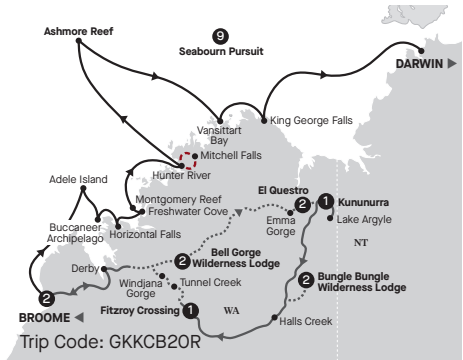 Ashmore Reef
9
Seabourn Pursuit
DARWIN
King George Falls
Vansittart
Bay
Mitchell Falls
Hunter River
Adele Island
Montgomery Reef
Freshwater Cove
Buccaneer
Archipelago
Horizontal Falls
El Questro
2
1
Kununurra
Emma
Gorge
Lake Argyle
NT
Derby
2
Bell Gorge
Wilderness Lodge
Windjana
Gorge
Tunnel Creek
2
Bungle Bungle
Wilderness Lodge
Fitzroy Crossing
1
WA
Halls Creek
2
BROOME
Trip Code: GKKCB20R